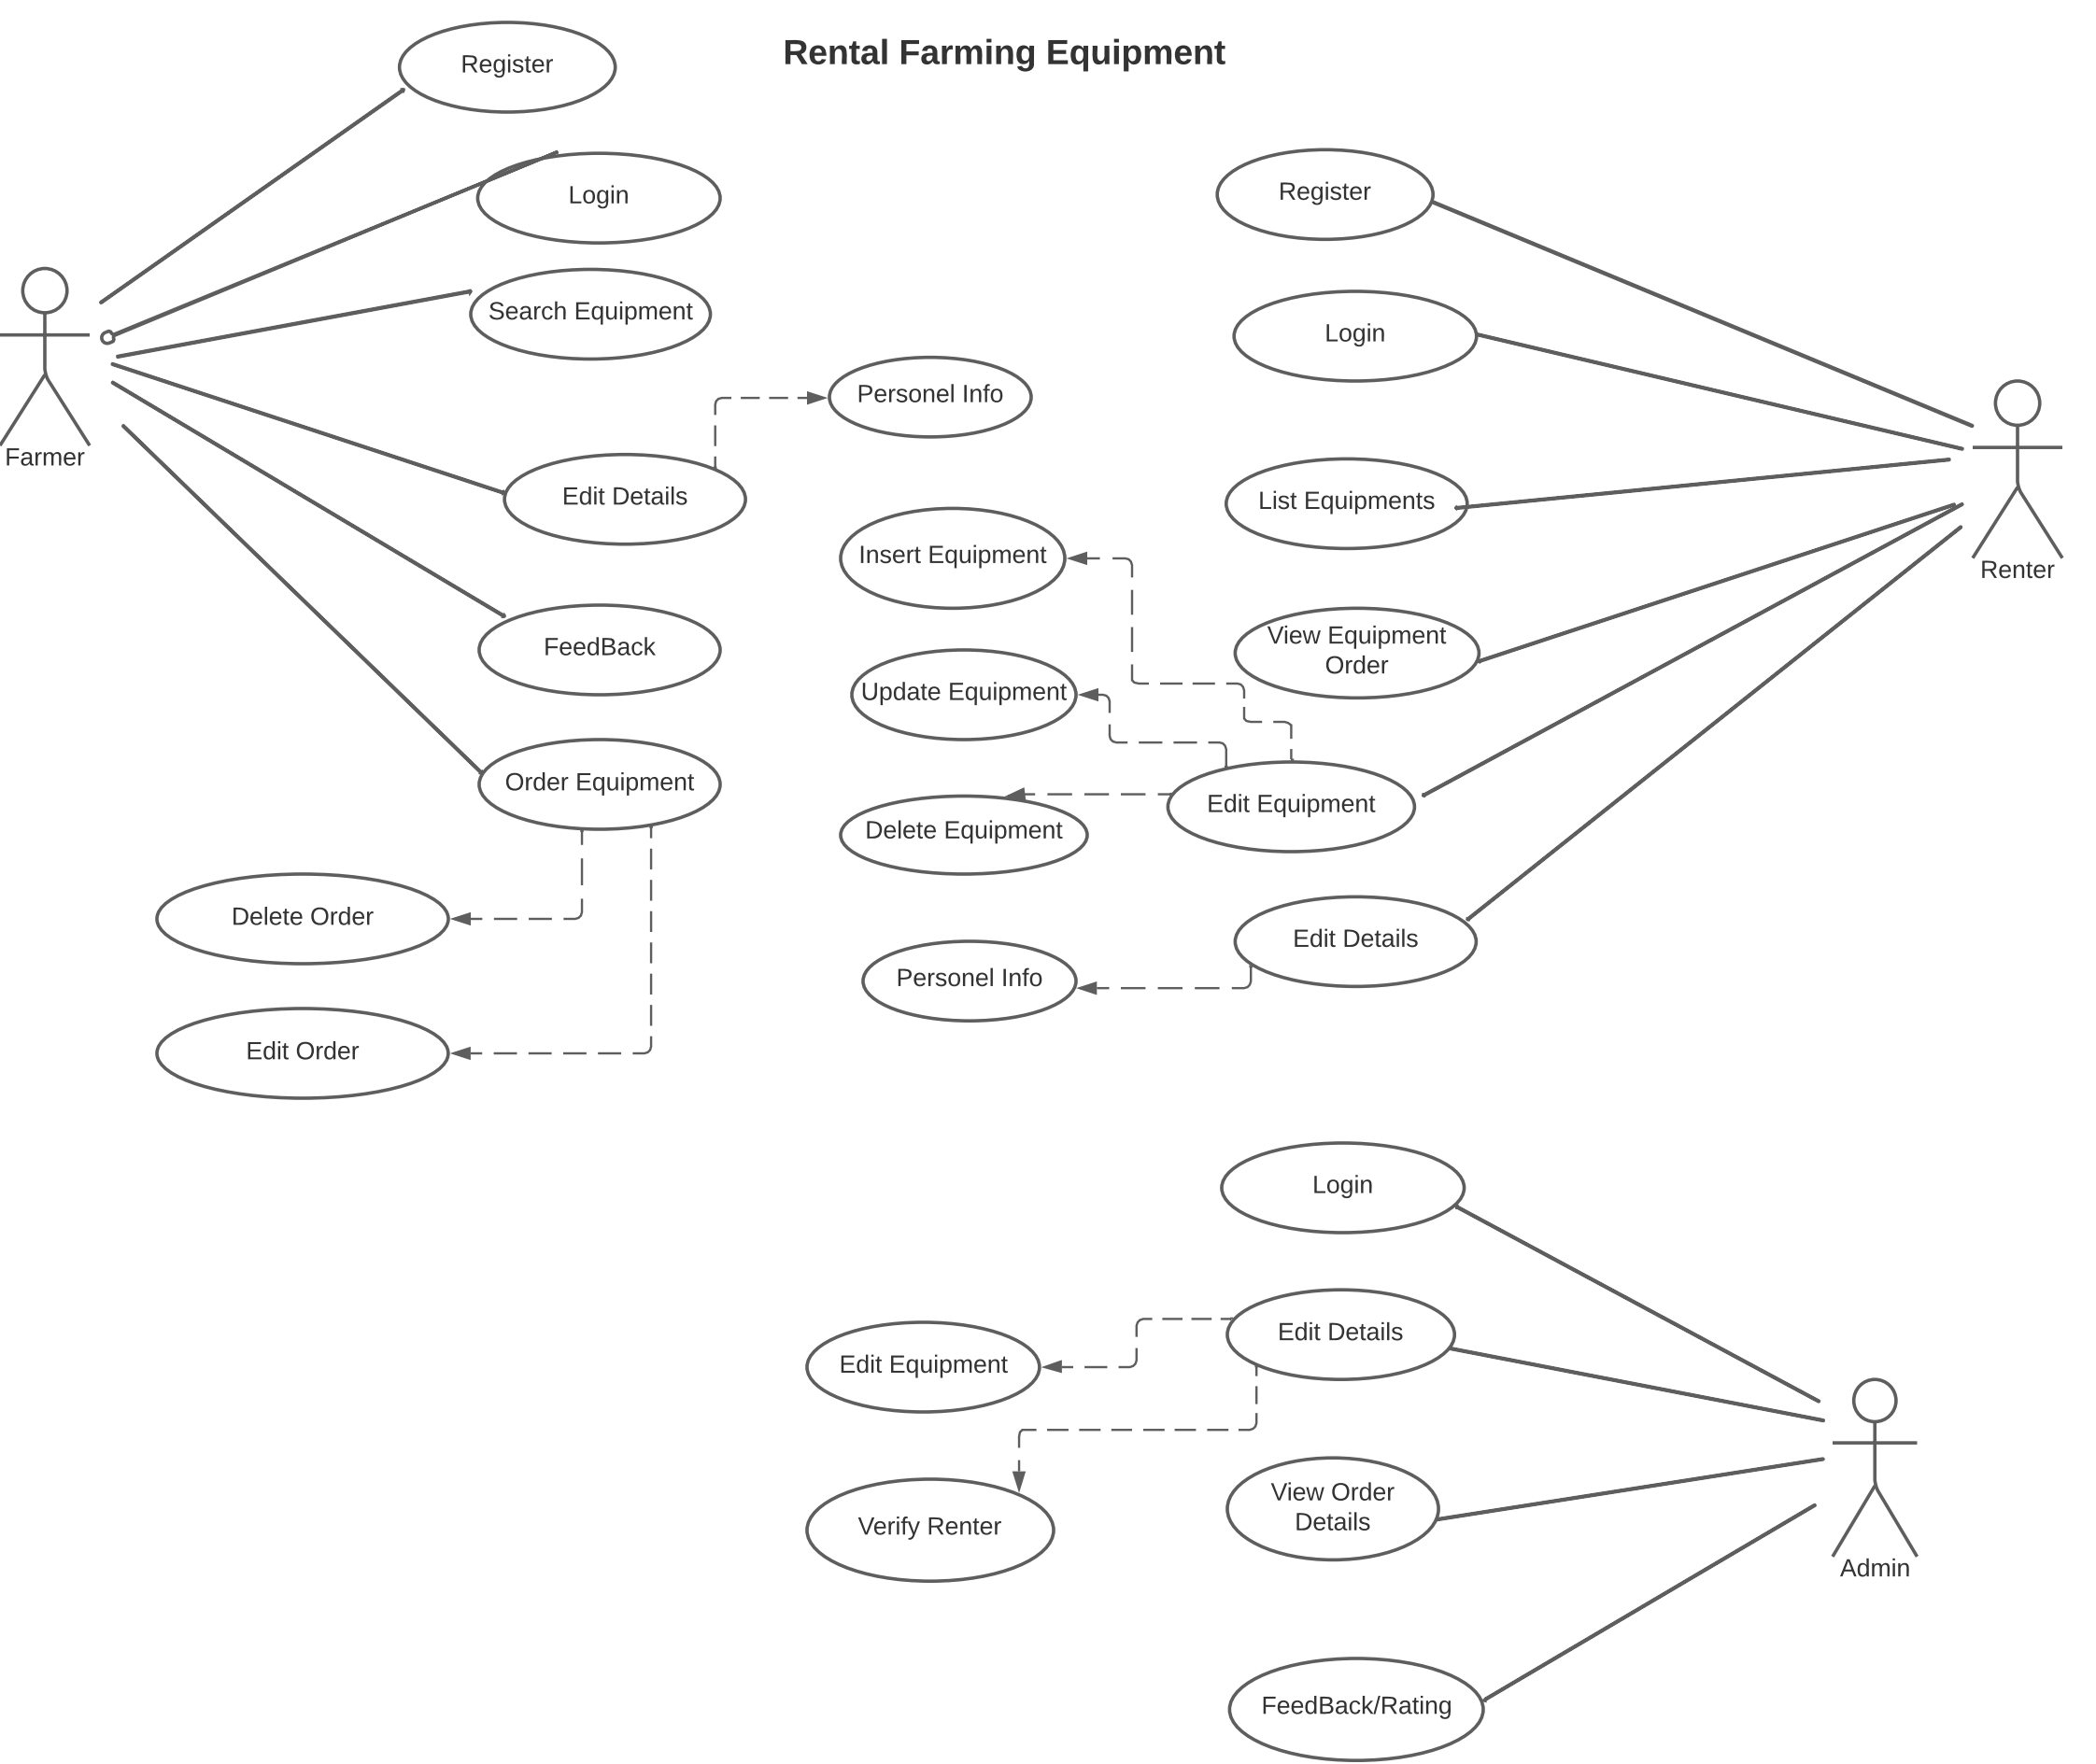 Rental Farming Equipment
Register
Login
Search Equipment
Farmer
Personel Info
Edit Details
FeedBack
Order Equipment
Delete Order
Edit Order
Register
Login
List Equipments
Renter
Insert Equipment
View Equipment
Order
Update Equipment
Edit Equipment
Delete Equipment
Edit Details
Personel Info
Login
Edit Details
Edit Equipment
View Order
Details
Verify Renter
Admin
FeedBack/Rating